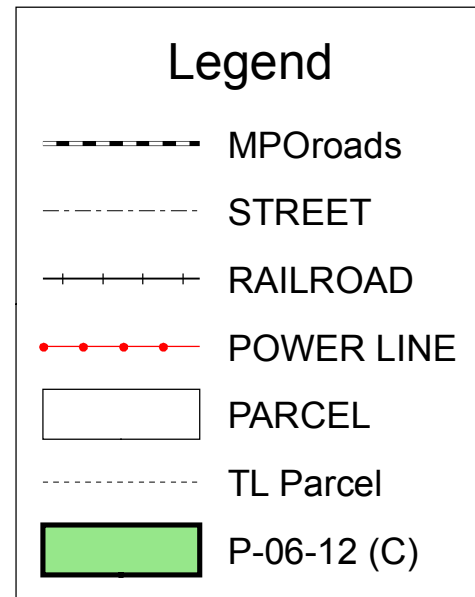 Legend
MPOroads
STREET
RAILROAD
POWER LINE
PARCEL
TL Parcel
P-06-12 (C)